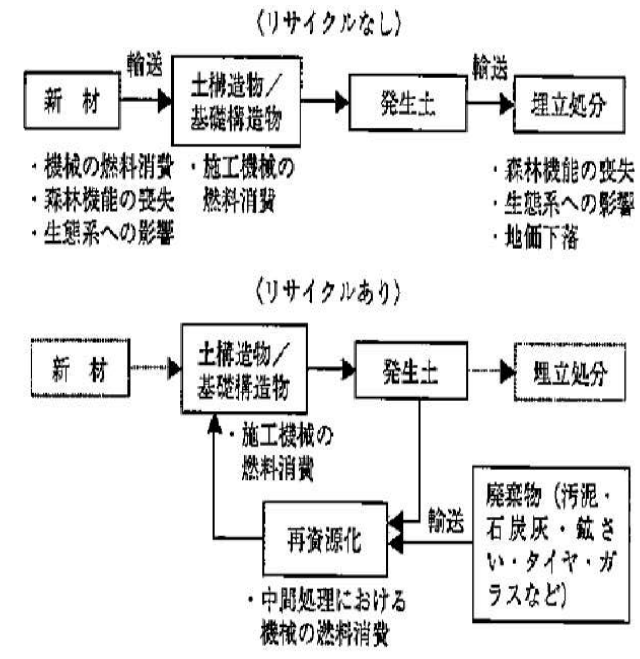 〈リサイクルなし〉
輸送
輸送
新 材
土構造物／
基礎構造物
発生土
埋立処分
・機械の燃料消費
・森林機能の喪失
・生態系への影響
・施工機械の
燃料消費
・森林機能の喪失
・生態系への影響
・地価下落
〈リサイクルあり〉
新 材
土構造物／
基礎構造物
発生土
埋立処分
・施工機械の
燃料消費
再資源化
輸送
廃棄物（汚泥・
石炭灰・鉱さ
い・タイヤ・ガ
ラスなど）
・中間処理における
機械の燃料消費